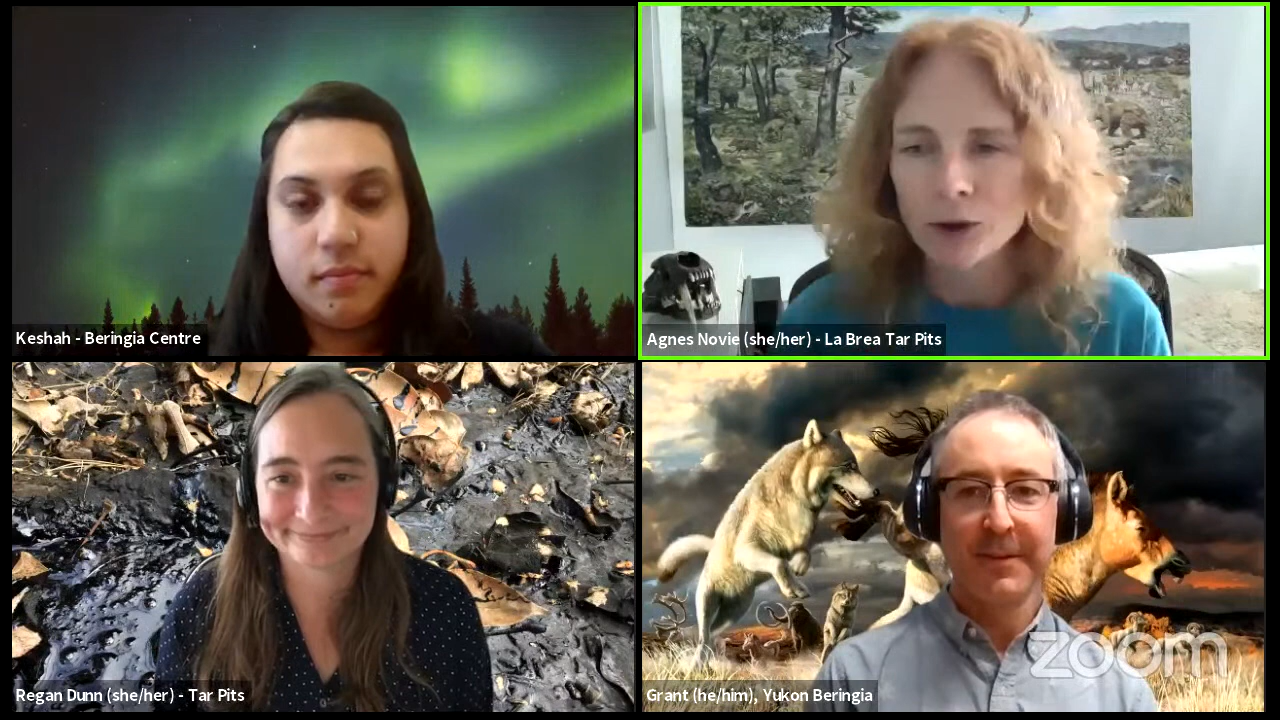 Keshah - Beringia Centre
Agnes Novie (she/her) - La Brea Tar Pits
Regan Dunn (she/her) - Tar Pits
Grant (he/him), Yukon Beringia
zoom